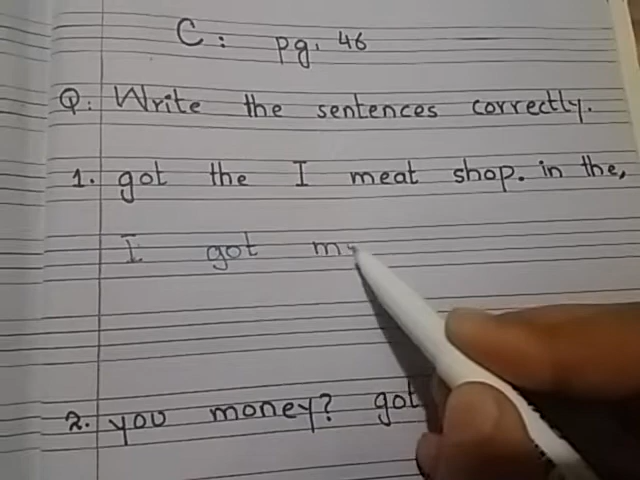 C: pg. 46
Q: Write the sentences correctly.
1. got the I meat shop. in the,
I got m
2. you money? got